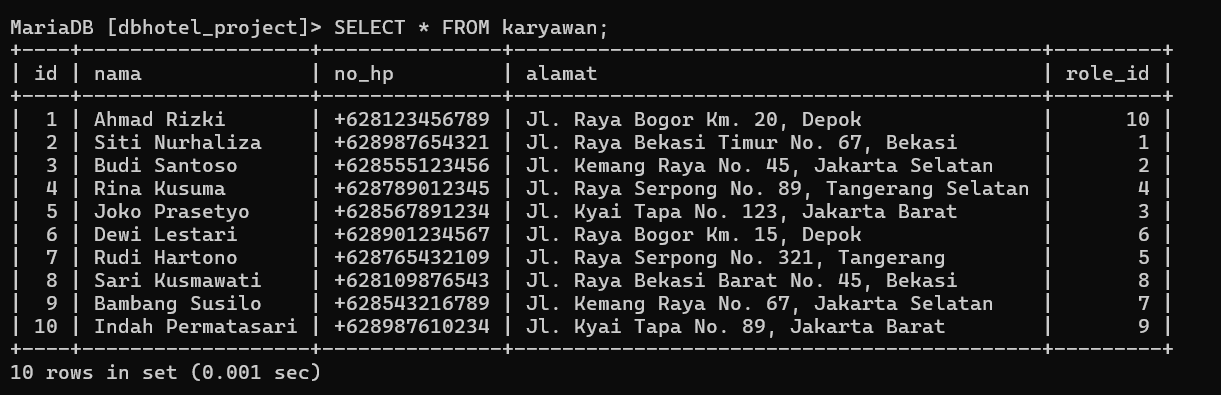 MariaDB [dbhotel_project]> SELECT * FROM karyawan;
+----+-------------------+---------------+--------------------------------------------+---------+
| id | nama              | no_hp         | alamat                                     | role_id |
+----+-------------------+---------------+--------------------------------------------+---------+
|  1 | Ahmad Rizki       | +628123456789 | Jl. Raya Bogor Km. 20, Depok               |      10 |
|  2 | Siti Nurhaliza    | +628987654321 | Jl. Raya Bekasi Timur No. 67, Bekasi       |       1 |
|  3 | Budi Santoso      | +628555123456 | Jl. Kemang Raya No. 45, Jakarta Selatan    |       2 |
|  4 | Rina Kusuma       | +628789012345 | Jl. Raya Serpong No. 89, Tangerang Selatan |       4 |
|  5 | Joko Prasetyo     | +628567891234 | Jl. Kyai Tapa No. 123, Jakarta Barat       |       3 |
|  6 | Dewi Lestari      | +628901234567 | Jl. Raya Bogor Km. 15, Depok               |       6 |
|  7 | Rudi Hartono      | +628765432109 | Jl. Raya Serpong No. 321, Tangerang        |       5 |
|  8 | Sari Kusmawati    | +628109876543 | Jl. Raya Bekasi Barat No. 45, Bekasi       |       8 |
|  9 | Bambang Susilo    | +628543216789 | Jl. Kemang Raya No. 67, Jakarta Selatan    |       7 |
| 10 | Indah Permatasari | +628987610234 | Jl. Kyai Tapa No. 89, Jakarta Barat        |       9 |
+----+-------------------+---------------+--------------------------------------------+---------+
10 rows in set (0.001 sec)